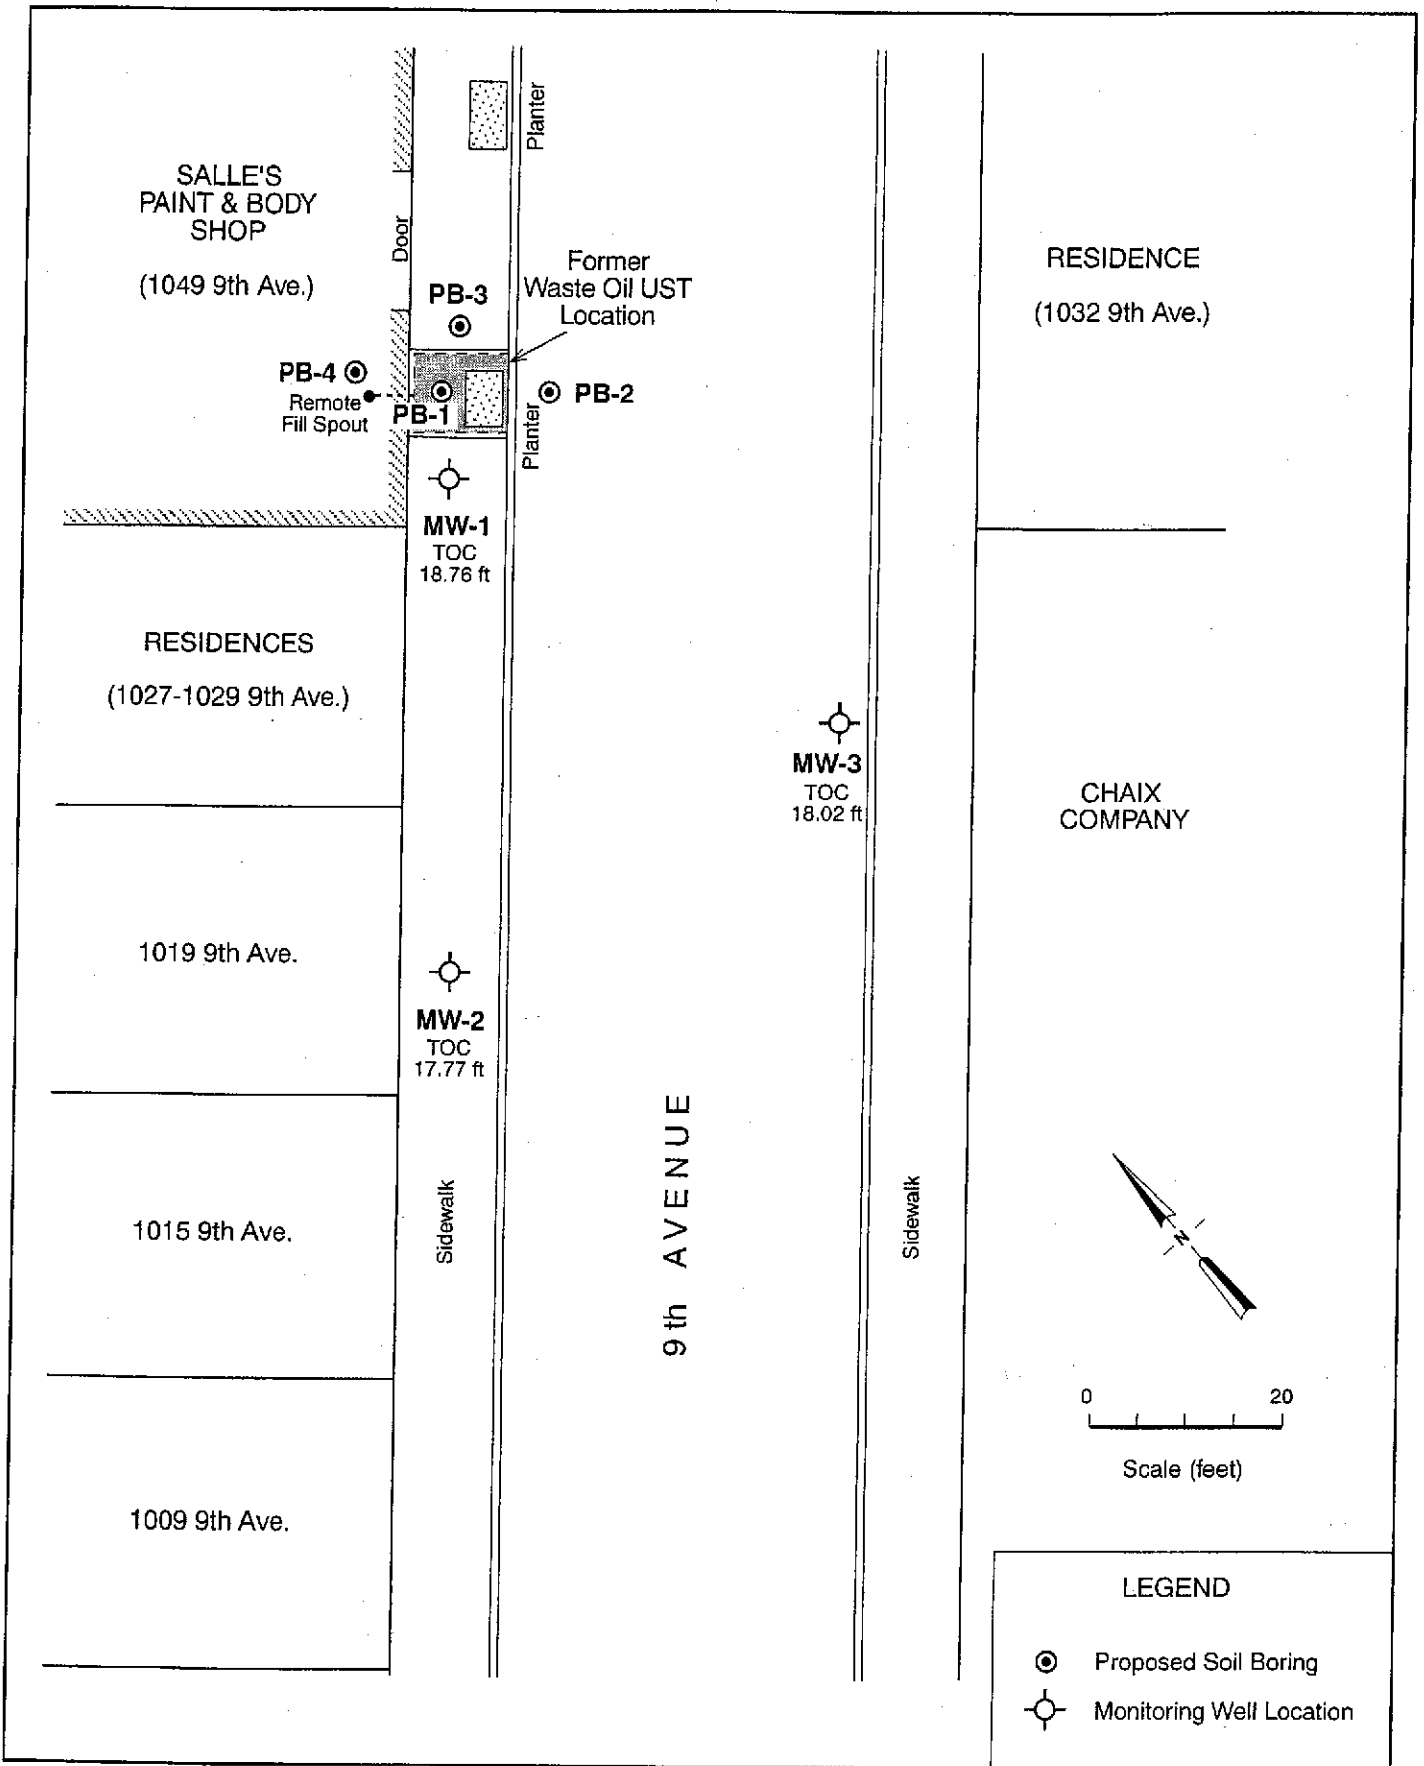 Planter
SALLE'S
PAINT & BODY
SHOP
(1049 9th Ave.)
Door
Former
Waste Oil UST
Location
RESIDENCE
(1032 9th Ave.)
PB-3
PB-4
Remote
Fill Spout
PB-1
PB-2
Planter
MW-1
TOC
18.76 ft
RESIDENCES
(1027-1029 9th Ave.)
MW-3
TOC
18.02 ft
CHAIX
COMPANY
1019 9th Ave.
MW-2
TOC
17.77 ft
1015 9th Ave.
Sidewalk
9th AVENUE
Sidewalk
N
0 20
Scale (feet)
1009 9th Ave.
LEGEND
Proposed Soil Boring
Monitoring Well Location